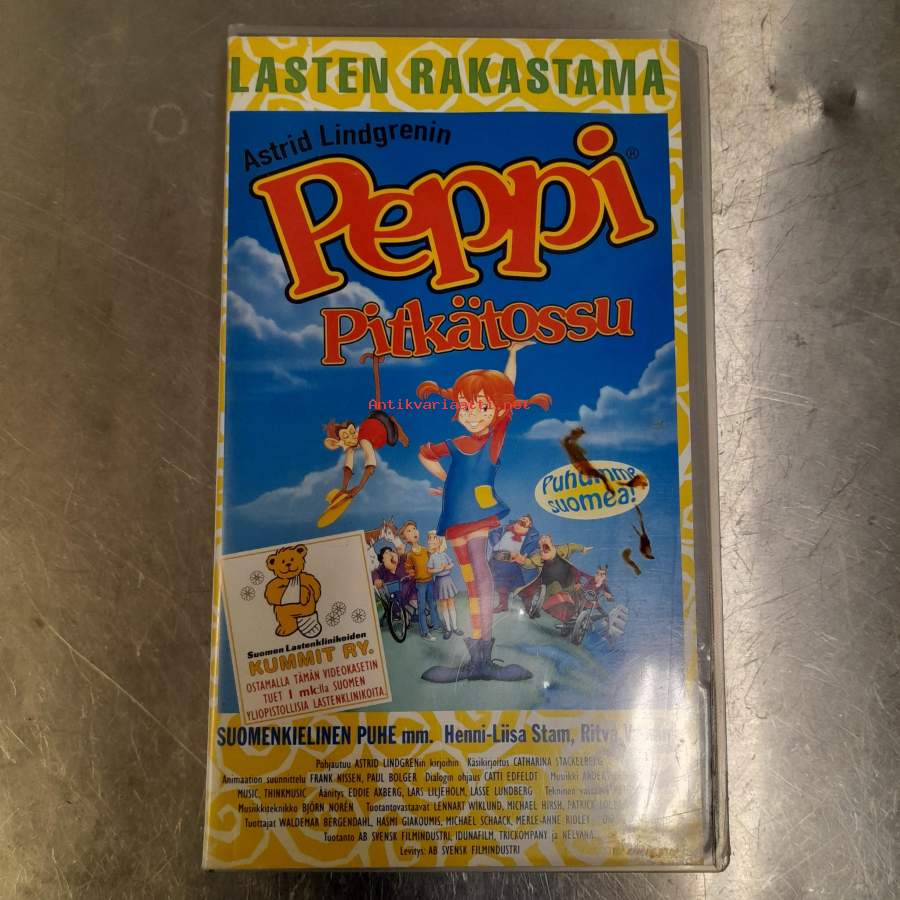 LASTEN RAKASTAMA
Astrid Lindgrenin
Peppi®
Pitkätossu
Antikvariaatti.net
Puhumme
suomea!
Suomen Lastenklinikoiden
KUMMIT RY.
OSTAMALLA TÄMÄN VIDEOKASETIN
TUET 1 mk:lla SUOMEN
YLIOPISTOLLISIA LASTENKLINIKOITA.
SUOMENKIELINEN PUHE mm. Henni-Liisa Stam, Ritva
Pohjautuu ASTRID LINDGRENin kirjoihin Käsikirjoitus CATHARINA STACKELBERG
Animaation suunnittelu FRANK NISSEN, PAUL BOLGER Dialogin ohjaus CATTI EDFELDT Musiikki
MUSIC, THINKMUSIC Äänitys EDDIE AXBERG, LARS LILJEHOLM, LASSE LUNDBERG Tekninen
Musiikkiteknikko BJÖRN NORÉN Tuotantovastaavat LENNART WIKLUND, MICHAEL HIRSH, PATRICK
Tuottajat WALDEMAR BERGENDAHL, HASMI GIAKOUMIS, MICHAEL SCHAACK, MERLE-ANNE RIDLEY
Tuotanto AB SVENSK FILMINDUSTRI, IDUNAFILM, TRICKOMPANY ja NELVANA
Levitys: AB SVENSK FILMINDUSTRI